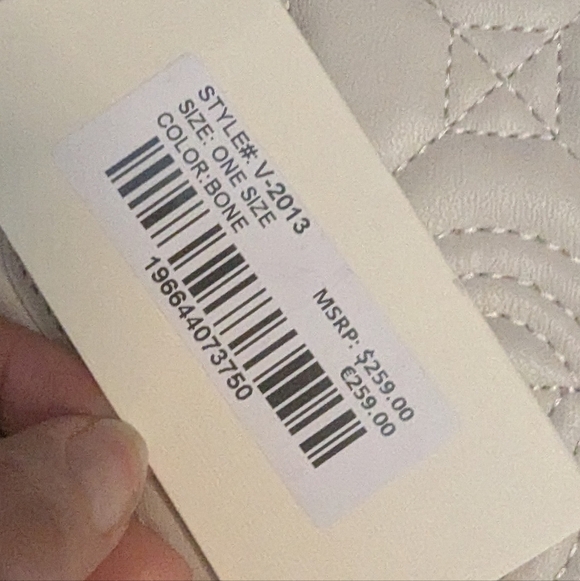 STYLE#: V-2013
SIZE: ONE SIZE
COLOR:BONE
196644073750
MSRP: $259.00
€259.00